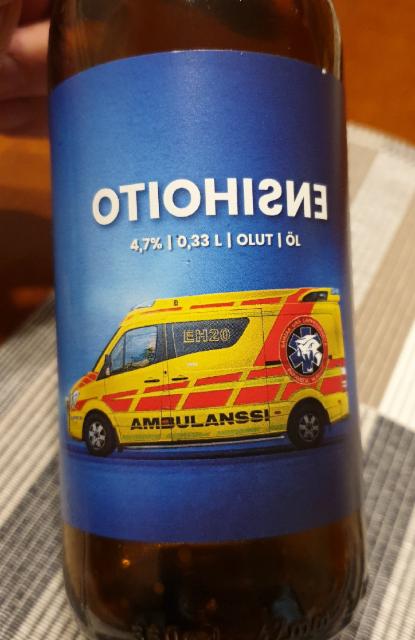 ENSIHOITO
4,7% | 0,33 L | OLUT | ÖL
EH20
AMBULANSSI